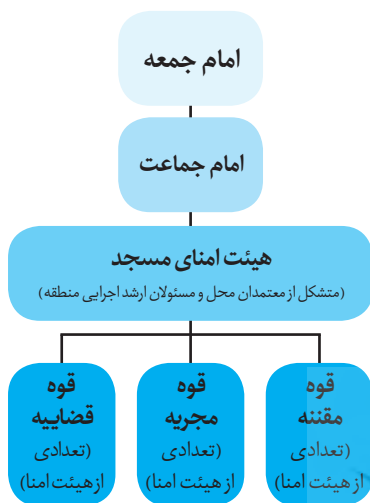 امام جمعه
امام جماعت
هیئت امنای مسجد
(متشکل از معتمدان محل و مسئولان ارشد اجرایی منطقه)
قوه
مقننه
(تعدادی
از هیئت امنا)
قوه
مجریه
(تعدادی
از هیئت امنا)
قوه
قضاییه
(تعدادی
از هیئت امنا)